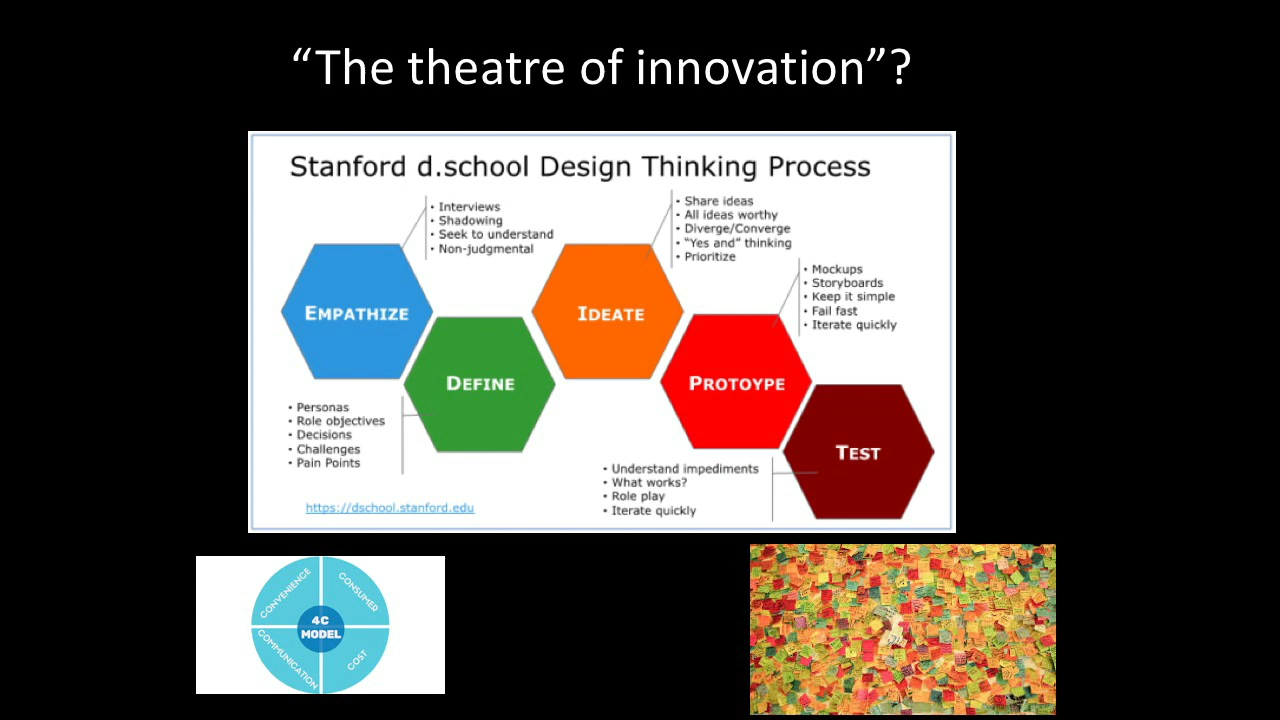 “The theatre of innovation”?
Stanford d.school Design Thinking Process
• Interviews
• Shadowing
• Seek to understand
• Non-judgmental
• Share ideas
• All ideas worthy
• Diverge/Converge
• “Yes and” thinking
• Prioritize
• Mockups
• Storyboards
• Keep it simple
• Fail fast
• Iterate quickly
EMPATHIZE
DEFINE
IDEATE
PROTOYPE
TEST
• Personas
• Role objectives
• Decisions
• Challenges
• Pain Points
• Understand impediments
• What works?
• Role play
• Iterate quickly
https://dschool.stanford.edu
CONVENIENCE
CONSUMER
4C
MODEL
COMMUNICATION
COST